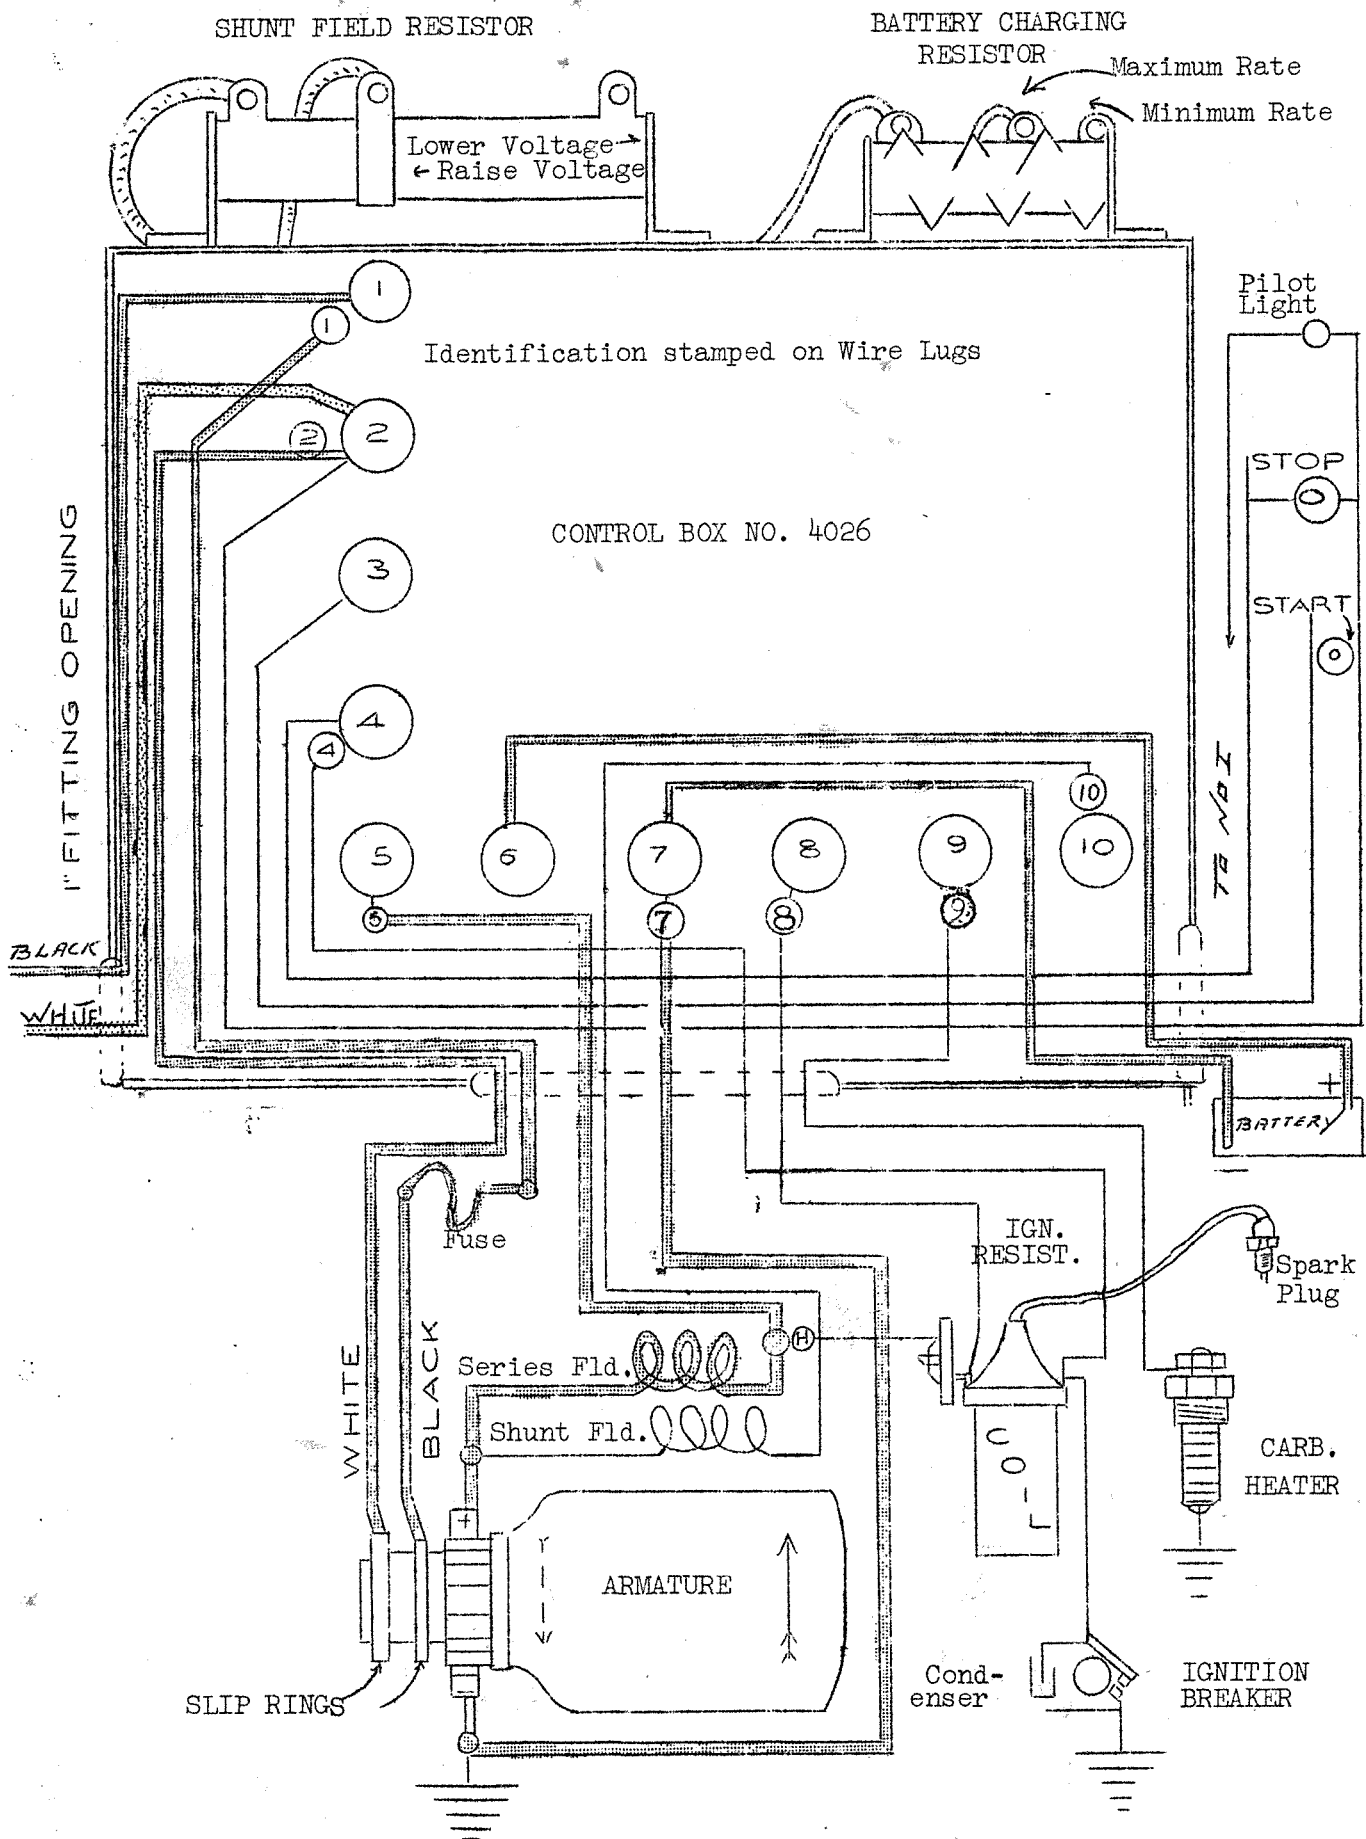 SHUNT FIELD RESISTOR
BATTERY CHARGING
RESISTOR
Maximum Rate
Minimum Rate
Lower Voltage→
←Raise Voltage
Pilot
Light
1
1
Identification stamped on Wire Lugs
2
2
STOP
CONTROL BOX NO. 4026
3
START
1" FITTING OPENING
4
4
TO NO 1
10
5
6
7
8
9
10
5
7
8
9
BLACK
WHITE
+
BATTERY
—
Fuse
IGN.
RESIST.
Spark
Plug
H
WHITE
BLACK
Series Fld.
Shunt Fld.
COIL
CARB.
HEATER
+
ARMATURE
SLIP RINGS
Cond-
enser
IGNITION
BREAKER